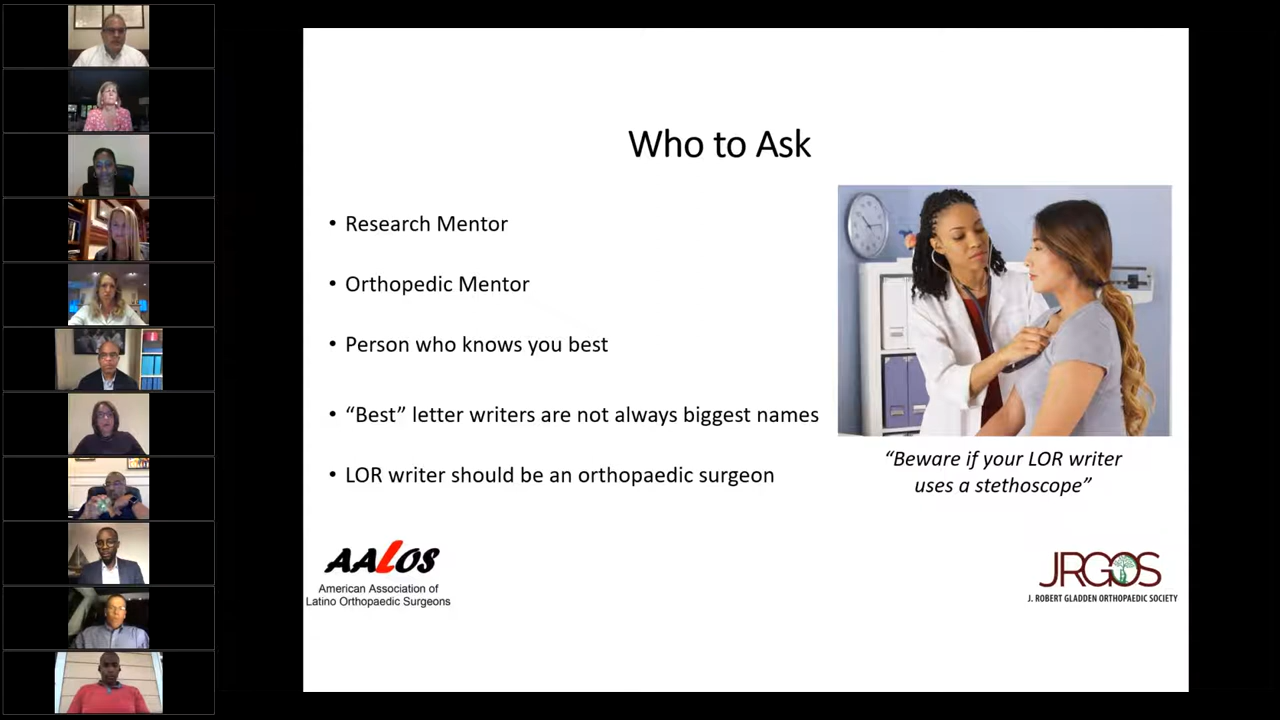 Who to Ask
• Research Mentor
• Orthopedic Mentor
• Person who knows you best
• “Best” letter writers are not always biggest names
• LOR writer should be an orthopaedic surgeon
“Beware if your LOR writer
uses a stethoscope”
AALOS
American Association of
Latino Orthopaedic Surgeons
JRGOS
J. ROBERT GLADDEN ORTHOPAEDIC SOCIETY